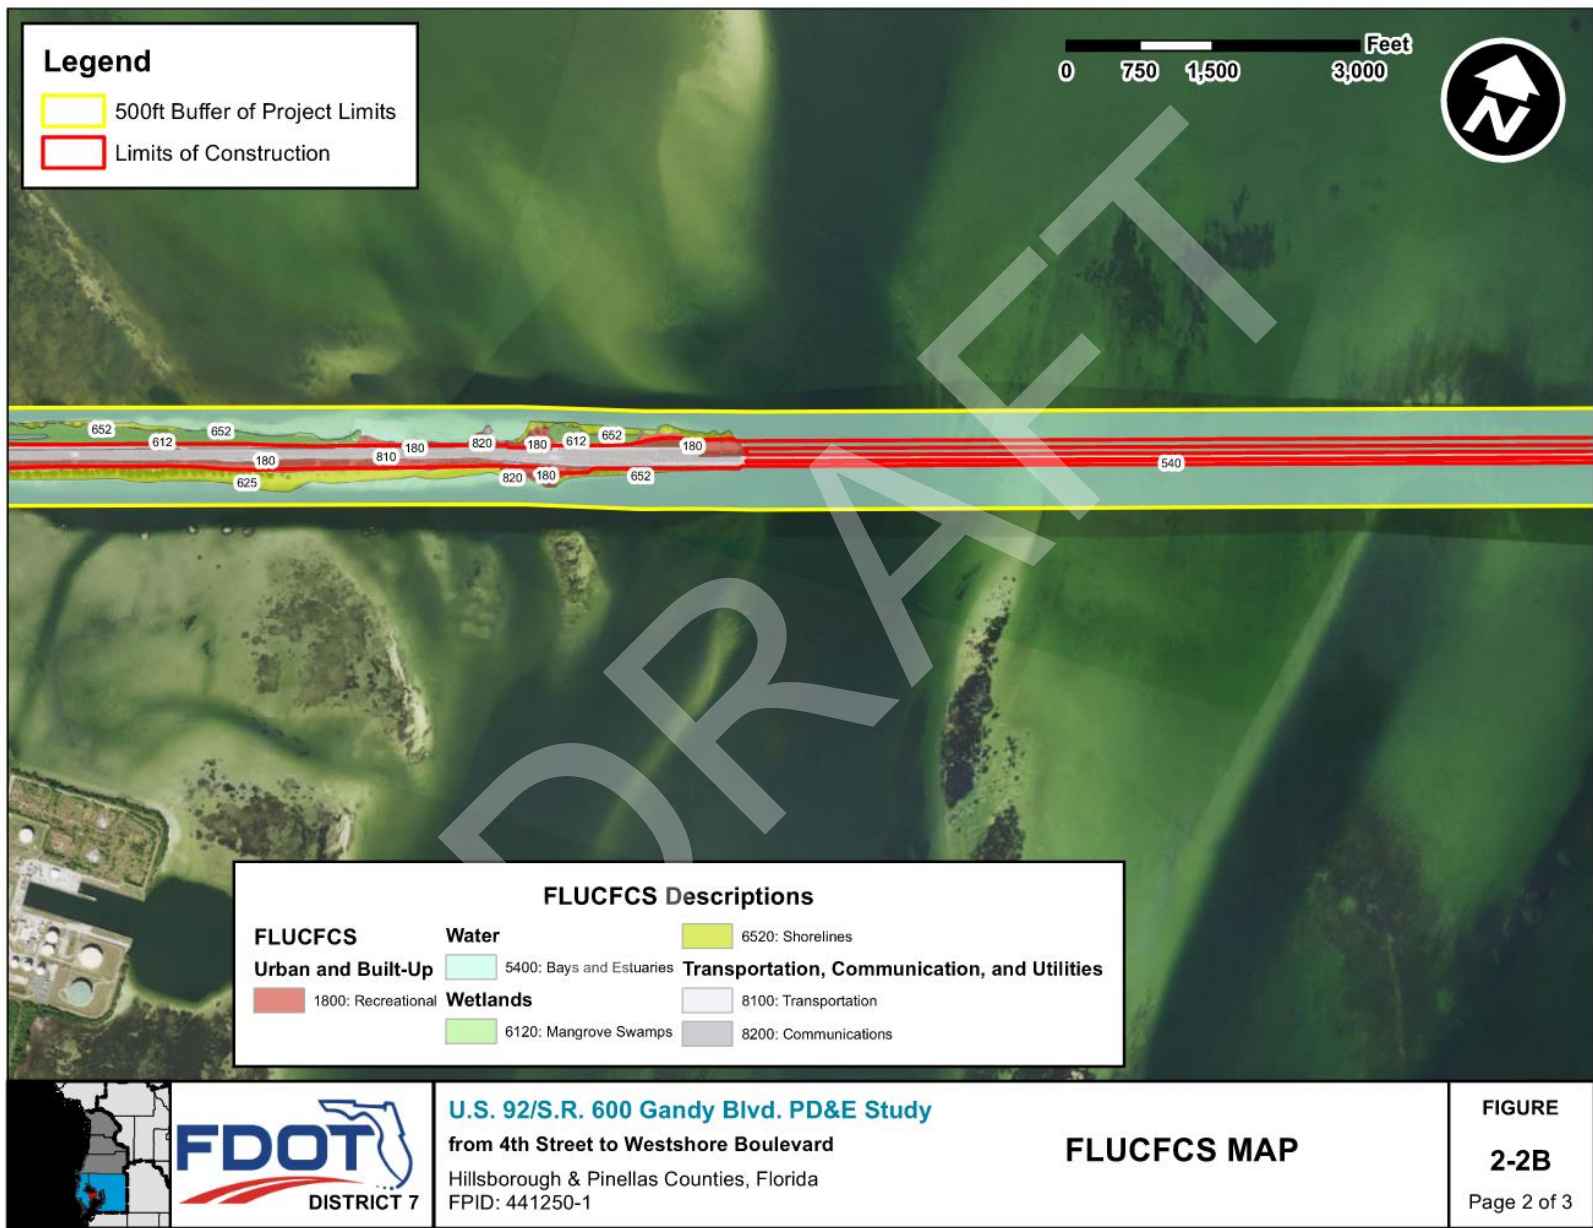 Legend
500ft Buffer of Project Limits
Limits of Construction
Feet
0 750 1,500 3,000
N
DRAFT
652 652 612 180 820 180 612 652 180
180 810 540
625 820 180 652
FLUCFCS Descriptions
FLUCFCS
Urban and Built-Up
1800: Recreational
Water
5400: Bays and Estuaries
Wetlands
6120: Mangrove Swamps
6520: Shorelines
Transportation, Communication, and Utilities
8100: Transportation
8200: Communications
FDOT
DISTRICT 7
U.S. 92/S.R. 600 Gandy Blvd. PD&E Study
from 4th Street to Westshore Boulevard
Hillsborough & Pinellas Counties, Florida
FPID: 441250-1
FLUCFCS MAP
FIGURE
2-2B
Page 2 of 3